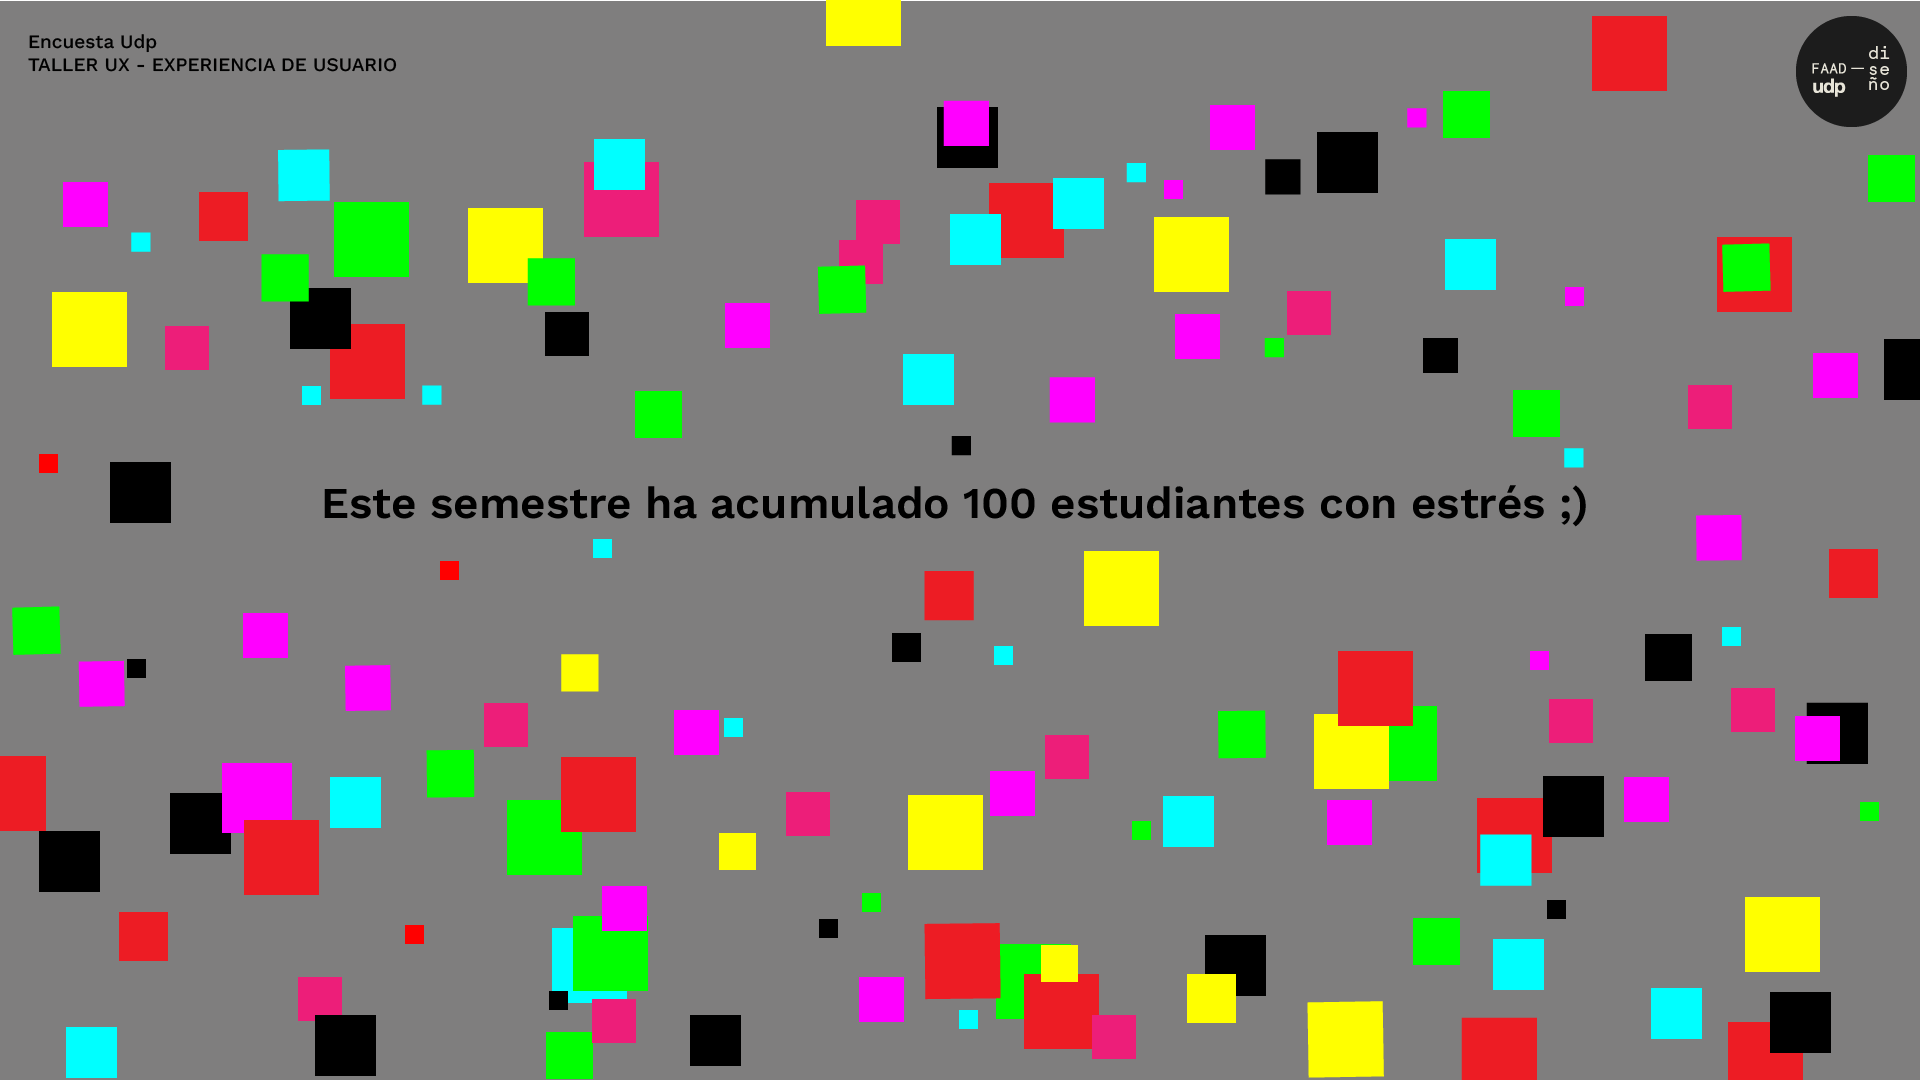 Encuesta Udp
TALLER UX - EXPERIENCIA DE USUARIO
FAAD — di
se
ño
udp
Este semestre ha acumulado 100 estudiantes con estrés ;)